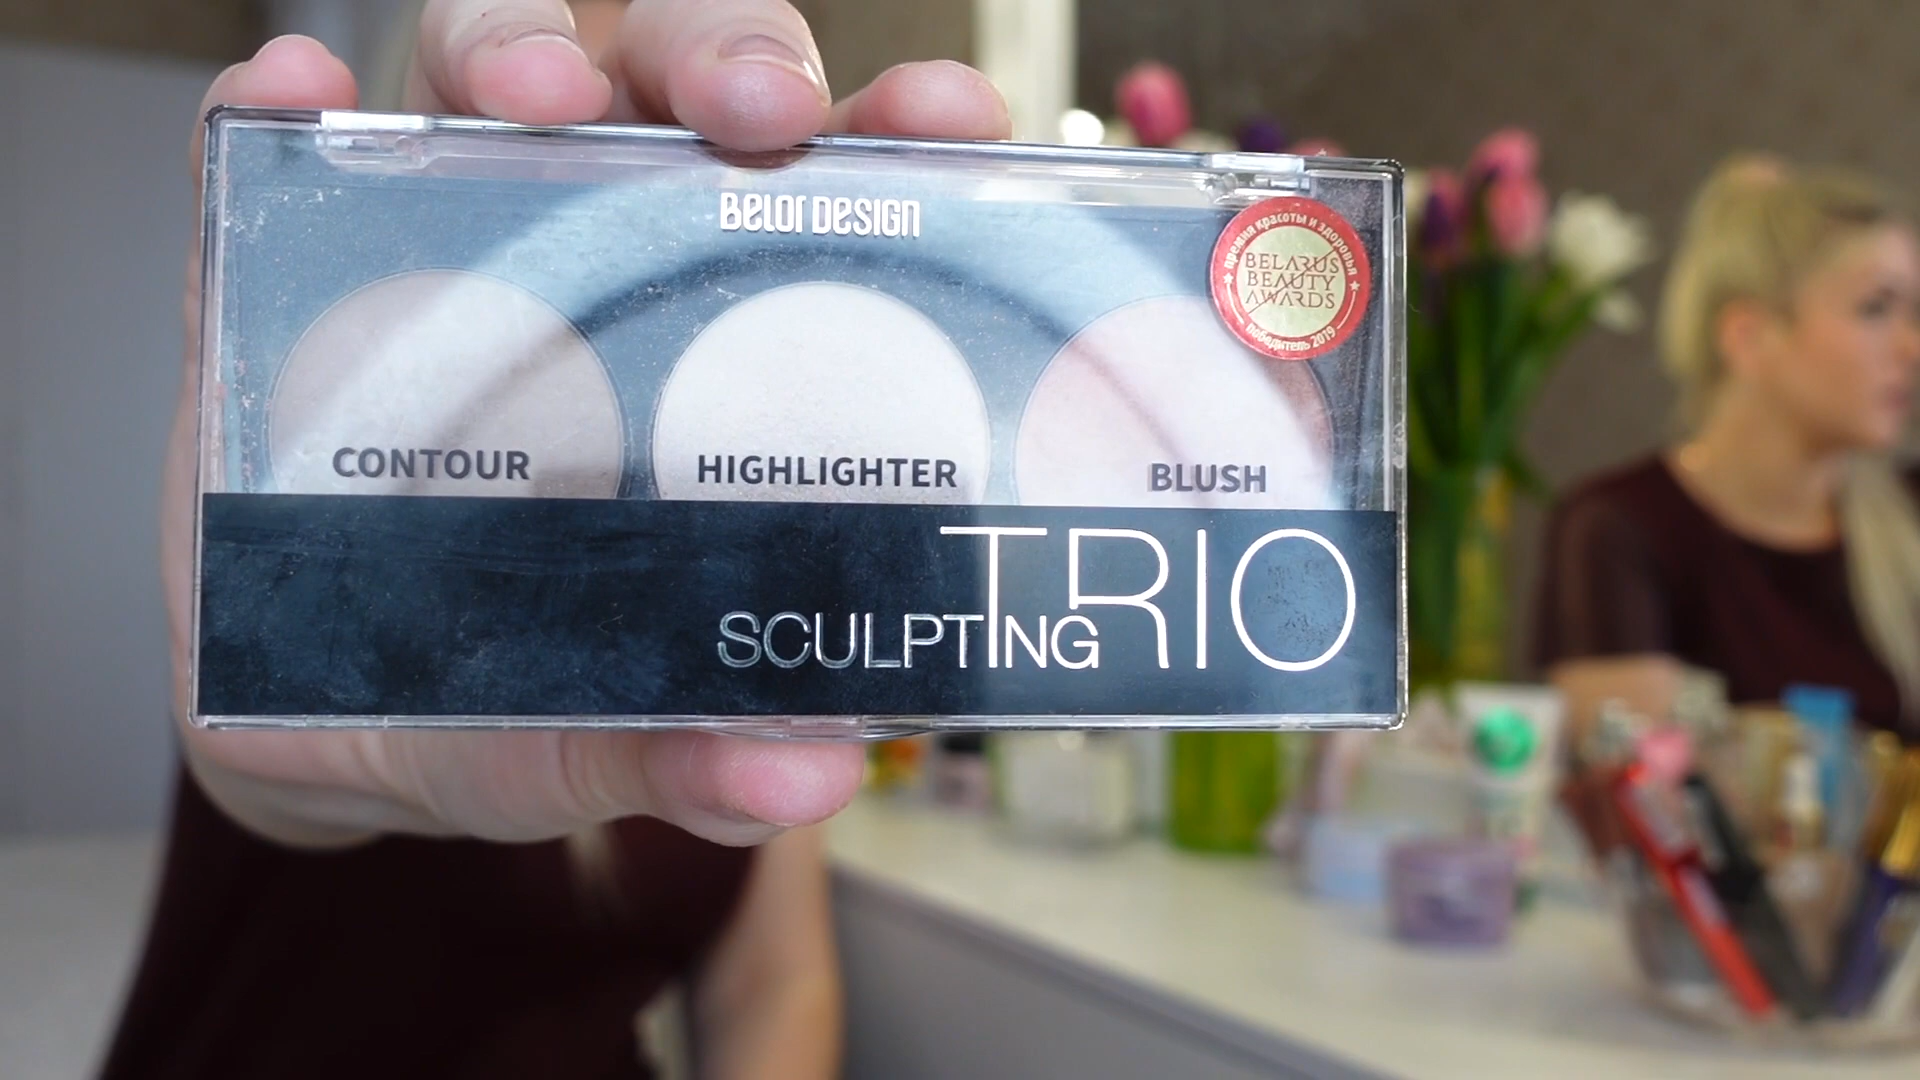 Belor Design
премия красоты и здоровья
BELARUS
BEAUTY
AWARDS
победитель 2019
CONTOUR
HIGHLIGHTER
BLUSH
TRIO
SCULPTING